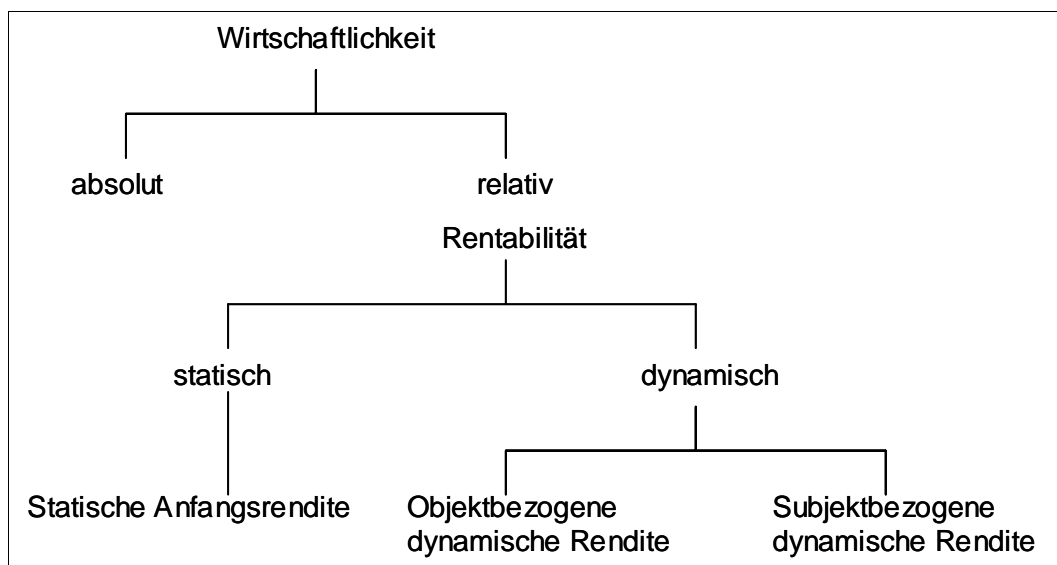 Wirtschaftlichkeit
absolut
relativ
Rentabilität
statisch
dynamisch
Statische Anfangsrendite
Objektbezogene
dynamische Rendite
Subjektbezogene
dynamische Rendite